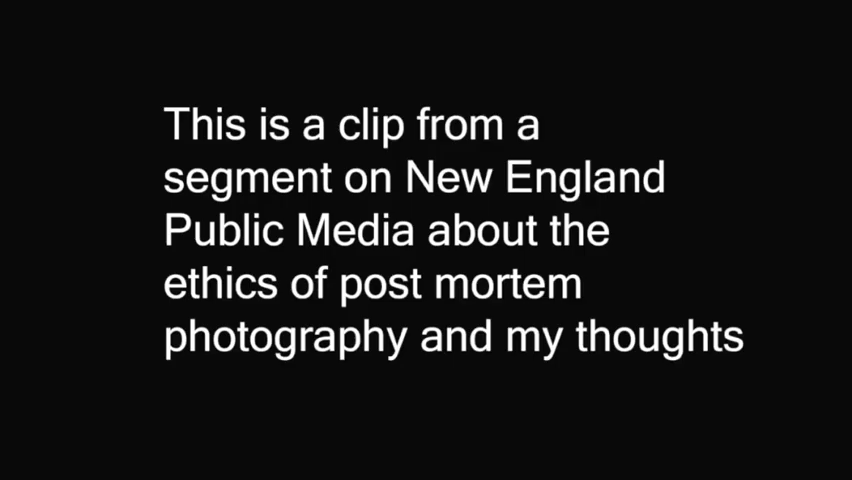 This is a clip from a
segment on New England
Public Media about the
ethics of post mortem
photography and my thoughts